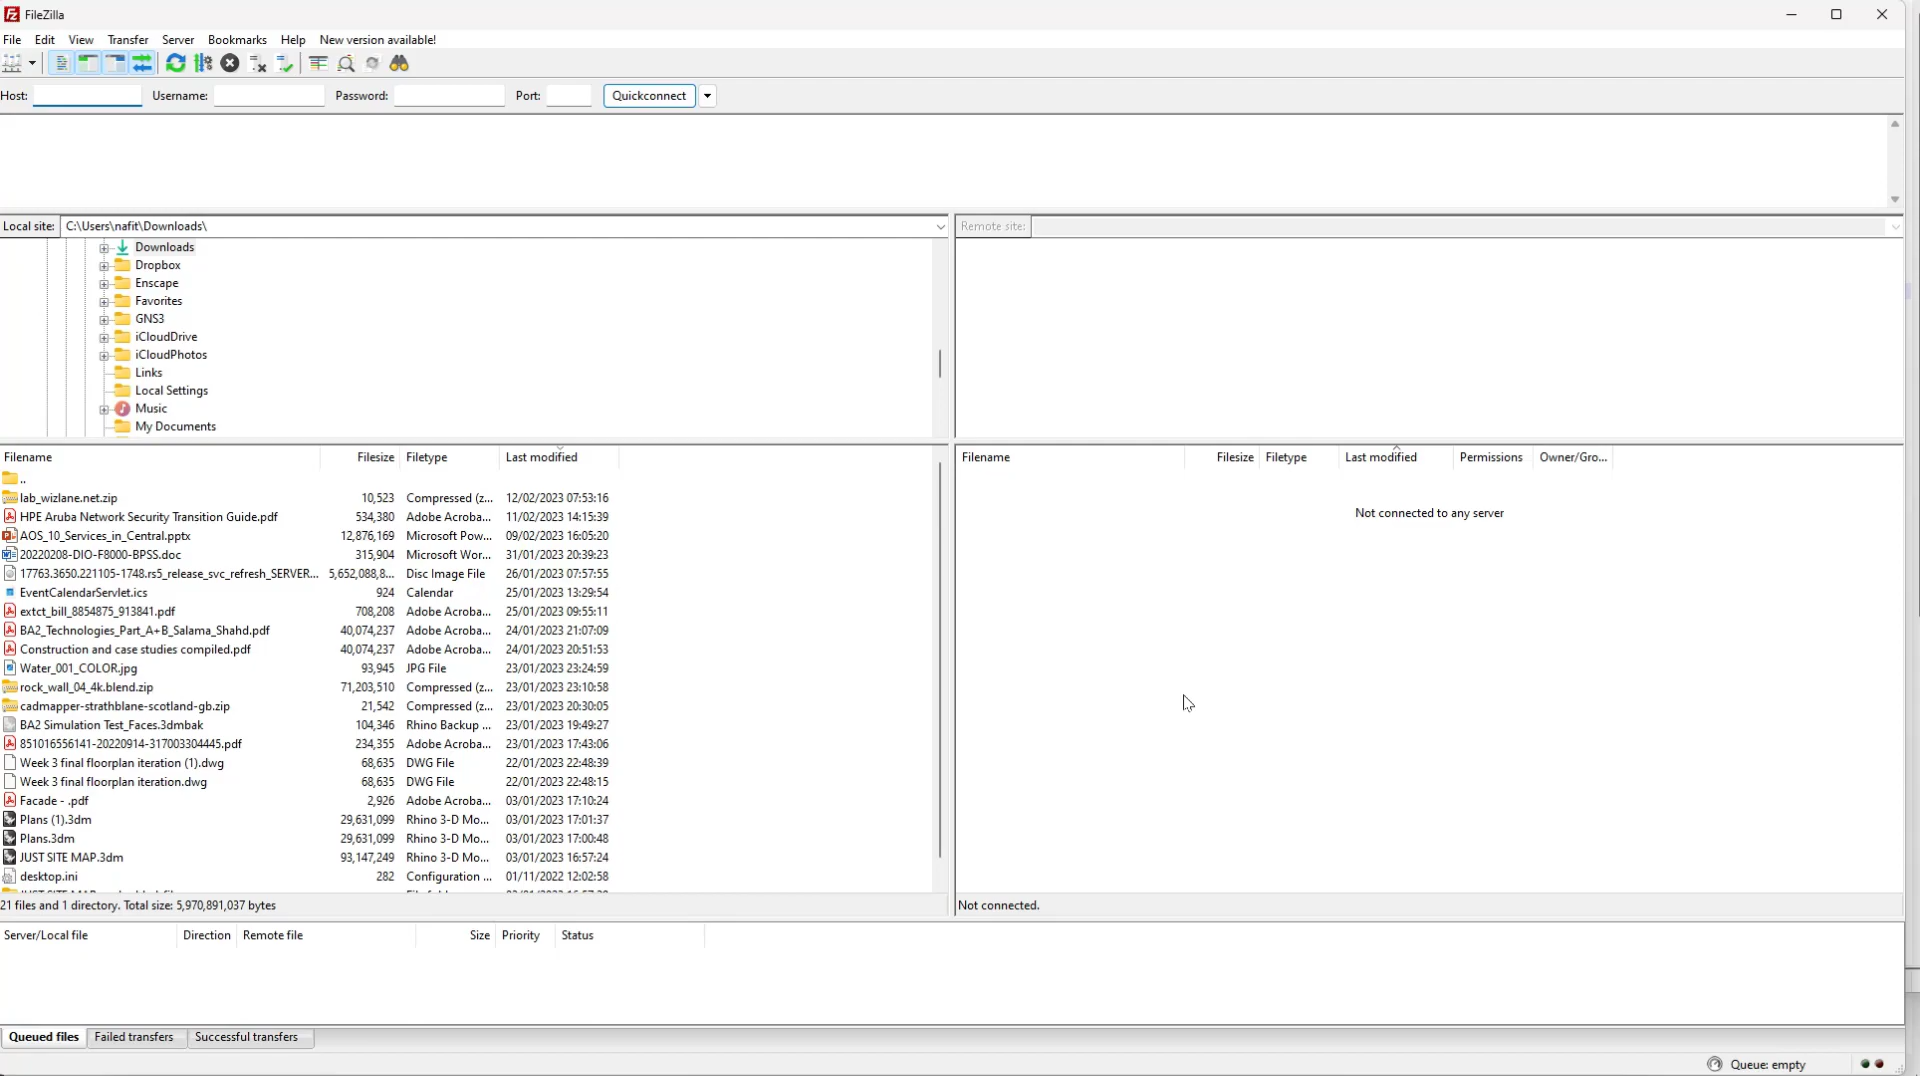 FileZilla
File Edit View Transfer Server Bookmarks Help New version available!
Host: Username: Password: Port: Quickconnect
Local site: C:\Users\nafit\Downloads\
Remote site:
Downloads
Dropbox
Enscape
Favorites
GNS3
iCloudDrive
iCloudPhotos
Links
Local Settings
Music
My Documents
Filename Filesize Filetype Last modified
..
lab_wizlane.net.zip 10,523 Compressed (z... 12/02/2023 07:53:16
HPE Aruba Network Security Transition Guide.pdf 534,380 Adobe Acroba... 11/02/2023 14:15:39
AOS_10_Services_in_Central.pptx 12,876,169 Microsoft Pow... 09/02/2023 16:05:20
20220208-DIO-F8000-BPSS.doc 315,904 Microsoft Wor... 31/01/2023 20:39:23
17763.3650.221105-1748.rs5_release_svc_refresh_SERVER... 5,652,088,8... Disc Image File 26/01/2023 07:57:55
EventCalendarServlet.ics 924 Calendar 25/01/2023 13:29:54
extct_bill_8854875_913841.pdf 708,208 Adobe Acroba... 25/01/2023 09:55:11
BA2_Technologies_Part_A+B_Salama_Shahd.pdf 40,074,237 Adobe Acroba... 24/01/2023 21:07:09
Construction and case studies compiled.pdf 40,074,237 Adobe Acroba... 24/01/2023 20:51:53
Water_001_COLOR.jpg 93,945 JPG File 23/01/2023 23:24:59
rock_wall_04_4k.blend.zip 71,203,510 Compressed (z... 23/01/2023 23:10:58
cadmapper-strathblane-scotland-gb.zip 21,542 Compressed (z... 23/01/2023 20:30:05
BA2 Simulation Test_Faces.3dmbak 104,346 Rhino Backup ... 23/01/2023 19:49:27
851016556141-20220914-317003304445.pdf 234,355 Adobe Acroba... 23/01/2023 17:43:06
Week 3 final floorplan iteration (1).dwg 68,635 DWG File 22/01/2023 22:48:39
Week 3 final floorplan iteration.dwg 68,635 DWG File 22/01/2023 22:48:15
Facade - .pdf 2,926 Adobe Acroba... 03/01/2023 17:10:24
Plans (1).3dm 29,631,099 Rhino 3-D Mo... 03/01/2023 17:01:37
Plans.3dm 29,631,099 Rhino 3-D Mo... 03/01/2023 17:00:48
JUST SITE MAP.3dm 93,147,249 Rhino 3-D Mo... 03/01/2023 16:57:24
desktop.ini 282 Configuration ... 01/11/2022 12:02:58
21 files and 1 directory. Total size: 5,970,891,037 bytes
Filename Filesize Filetype Last modified Permissions Owner/Gro...
Not connected to any server
Not connected.
Server/Local file Direction Remote file Size Priority Status
Queued files Failed transfers Successful transfers
Queue: empty